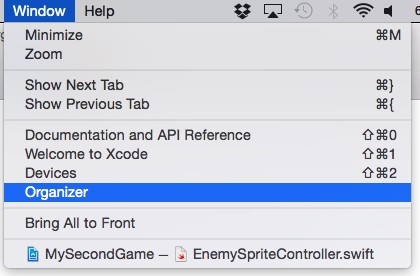 Window Help
Minimize ⌘M
Zoom
Show Next Tab ⌘}
Show Previous Tab ⌘{
Documentation and API Reference ⇧⌘0
Welcome to Xcode ⇧⌘1
Devices ⇧⌘2
Organizer
Bring All to Front
MySecondGame — EnemySpriteController.swift